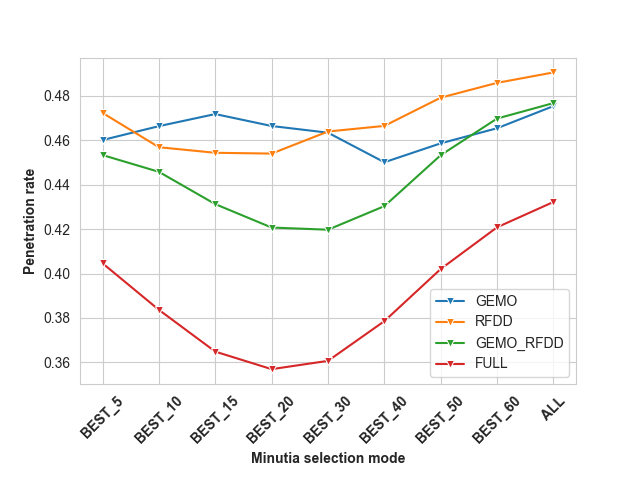 0.48
0.46
0.44
0.42
0.40
0.38
0.36
Penetration rate
GEMO
RFDD
GEMO_RFDD
FULL
BEST_5
BEST_10
BEST_15
BEST_20
BEST_30
BEST_40
BEST_50
BEST_60
ALL
Minutia selection mode